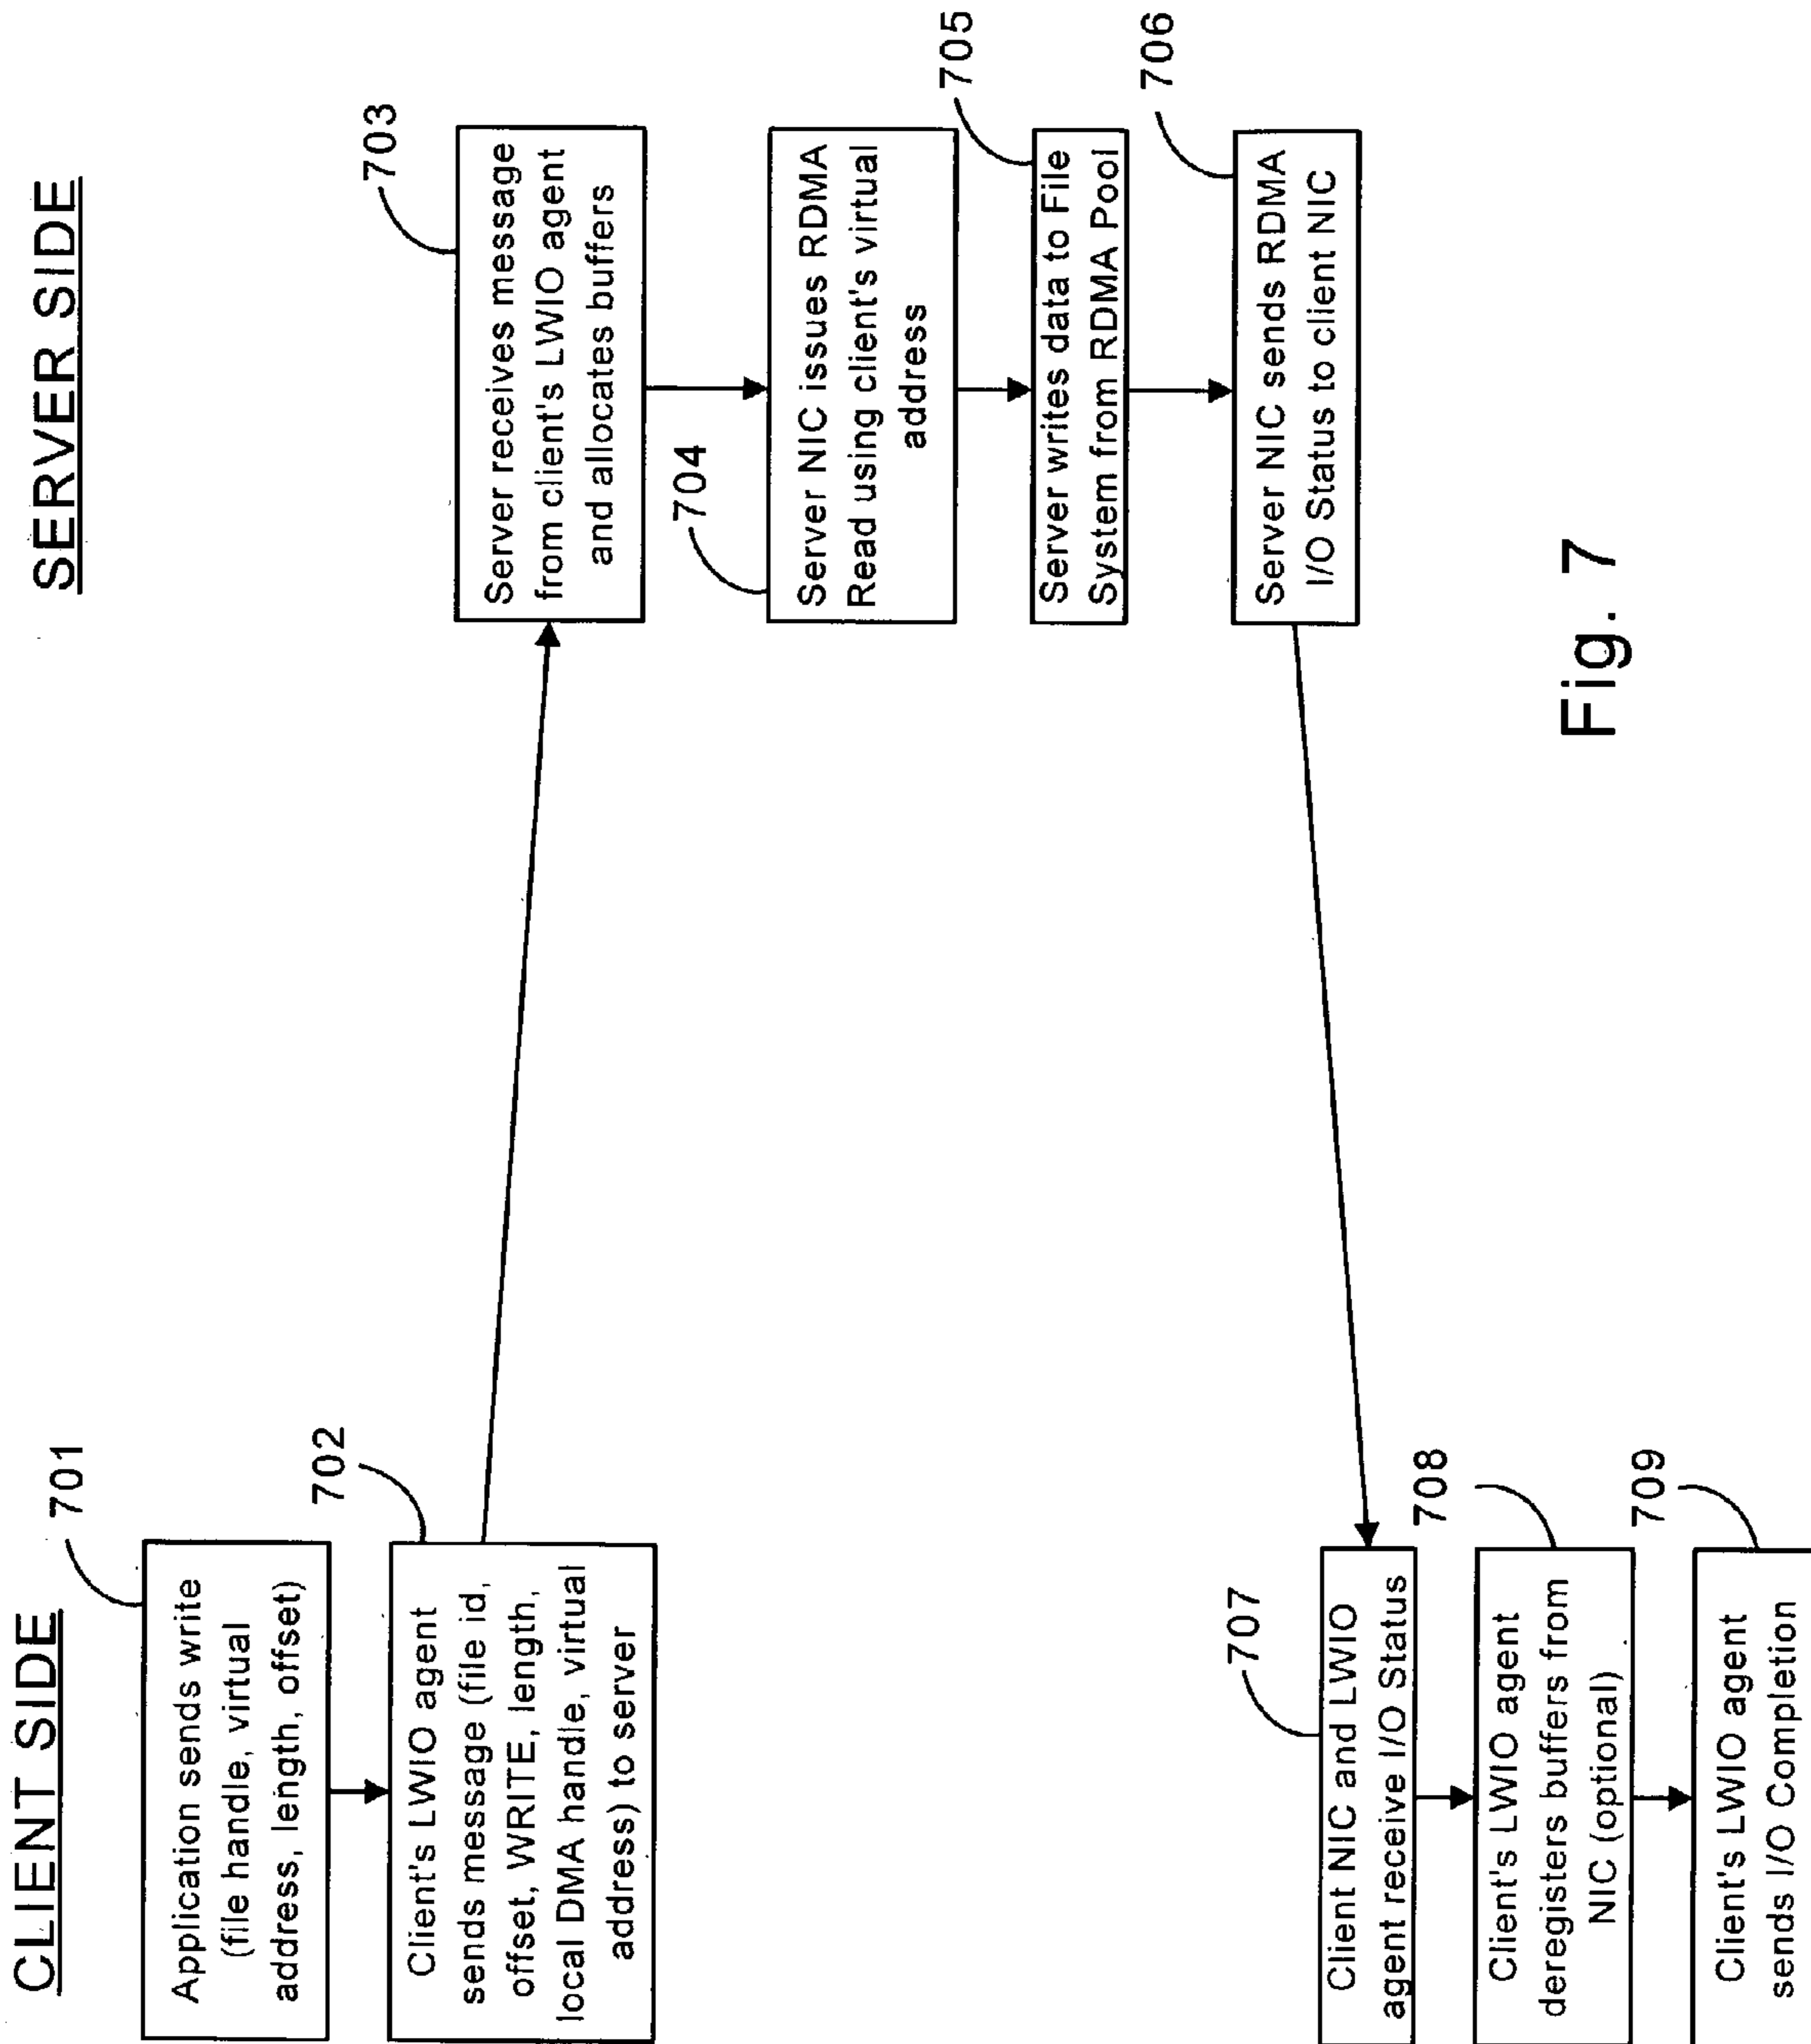 CLIENT SIDE
SERVER SIDE
701
Application sends write
(file handle, virtual
address, length, offset)
702
Client's LWIO agent
sends message (file id,
offset, WRITE, length,
local DMA handle, virtual
address) to server
703
Server receives message
from client's LWIO agent
and allocates buffers
704
Server NIC issues RDMA
Read using client's virtual
address
705
Server writes data to File
System from RDMA Pool
706
Server NIC sends RDMA
I/O Status to client NIC
707
Client NIC and LWIO
agent receive I/O Status
708
Client's LWIO agent
deregisters buffers from
NIC (optional)
709
Client's LWIO agent
sends I/O Completion
Fig. 7